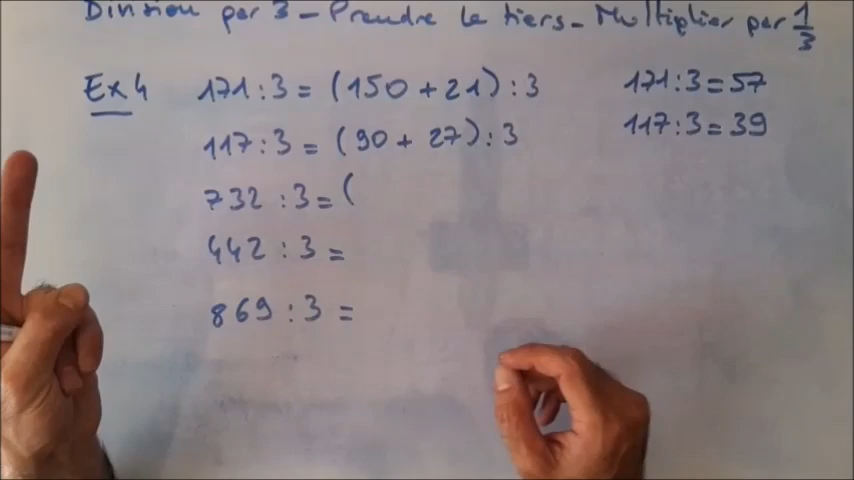 Division par 3 - Prendre le tiers - Multiplier par 1/3
Ex 4 171 : 3 = (150 + 21) : 3 171 : 3 = 57
117 : 3 = (90 + 27) : 3 117 : 3 = 39
732 : 3 = (
442 : 3 =
869 : 3 =